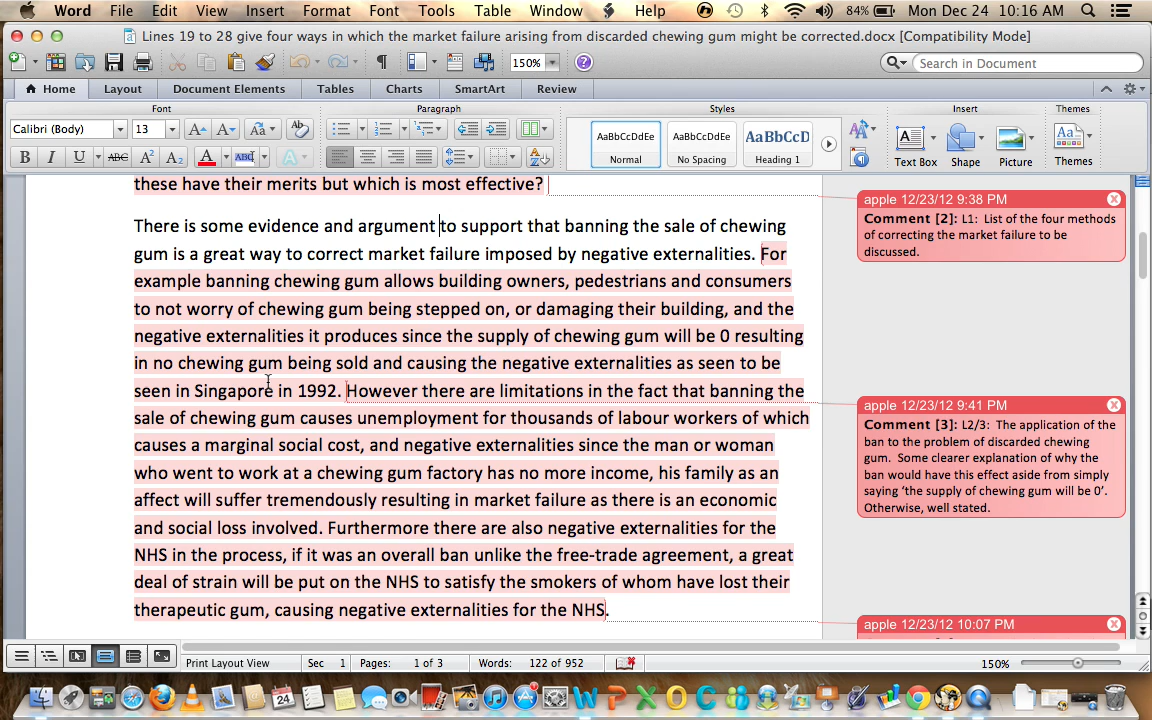 Word File Edit View Insert Format Font Tools Table Window Help 84% Mon Dec 24 10:16 AM
Lines 19 to 28 give four ways in which the market failure arising from discarded chewing gum might be corrected.docx [Compatibility Mode]
150% Search in Document
Home Layout Document Elements Tables Charts SmartArt Review
Font Paragraph Styles Insert Themes
Calibri (Body) 13 A A Aa Ab
AaBbCcDdEe AaBbCcDdEe AaBbCcD
Normal No Spacing Heading 1
B I U ABC A2 A2 A ABC A
Text Box Shape Picture Themes
these have their merits but which is most effective?
There is some evidence and argument to support that banning the sale of chewing
gum is a great way to correct market failure imposed by negative externalities. For
example banning chewing gum allows building owners, pedestrians and consumers
to not worry of chewing gum being stepped on, or damaging their building, and the
negative externalities it produces since the supply of chewing gum will be 0 resulting
in no chewing gum being sold and causing the negative externalities as seen to be
seen in Singapore in 1992. However there are limitations in the fact that banning the
sale of chewing gum causes unemployment for thousands of labour workers of which
causes a marginal social cost, and negative externalities since the man or woman
who went to work at a chewing gum factory has no more income, his family as an
affect will suffer tremendously resulting in market failure as there is an economic
and social loss involved. Furthermore there are also negative externalities for the
NHS in the process, if it was an overall ban unlike the free-trade agreement, a great
deal of strain will be put on the NHS to satisfy the smokers of whom have lost their
therapeutic gum, causing negative externalities for the NHS.
apple 12/23/12 9:38 PM
Comment [2]: L1: List of the four methods
of correcting the market failure to be
discussed.
apple 12/23/12 9:41 PM
Comment [3]: L2/3: The application of the
ban to the problem of discarded chewing
gum. Some clearer explanation of why the
ban would have this effect aside from simply
saying ‘the supply of chewing gum will be 0’.
Otherwise, well stated.
apple 12/23/12 10:07 PM
Print Layout View Sec 1 Pages: 1 of 3 Words: 122 of 952 150%